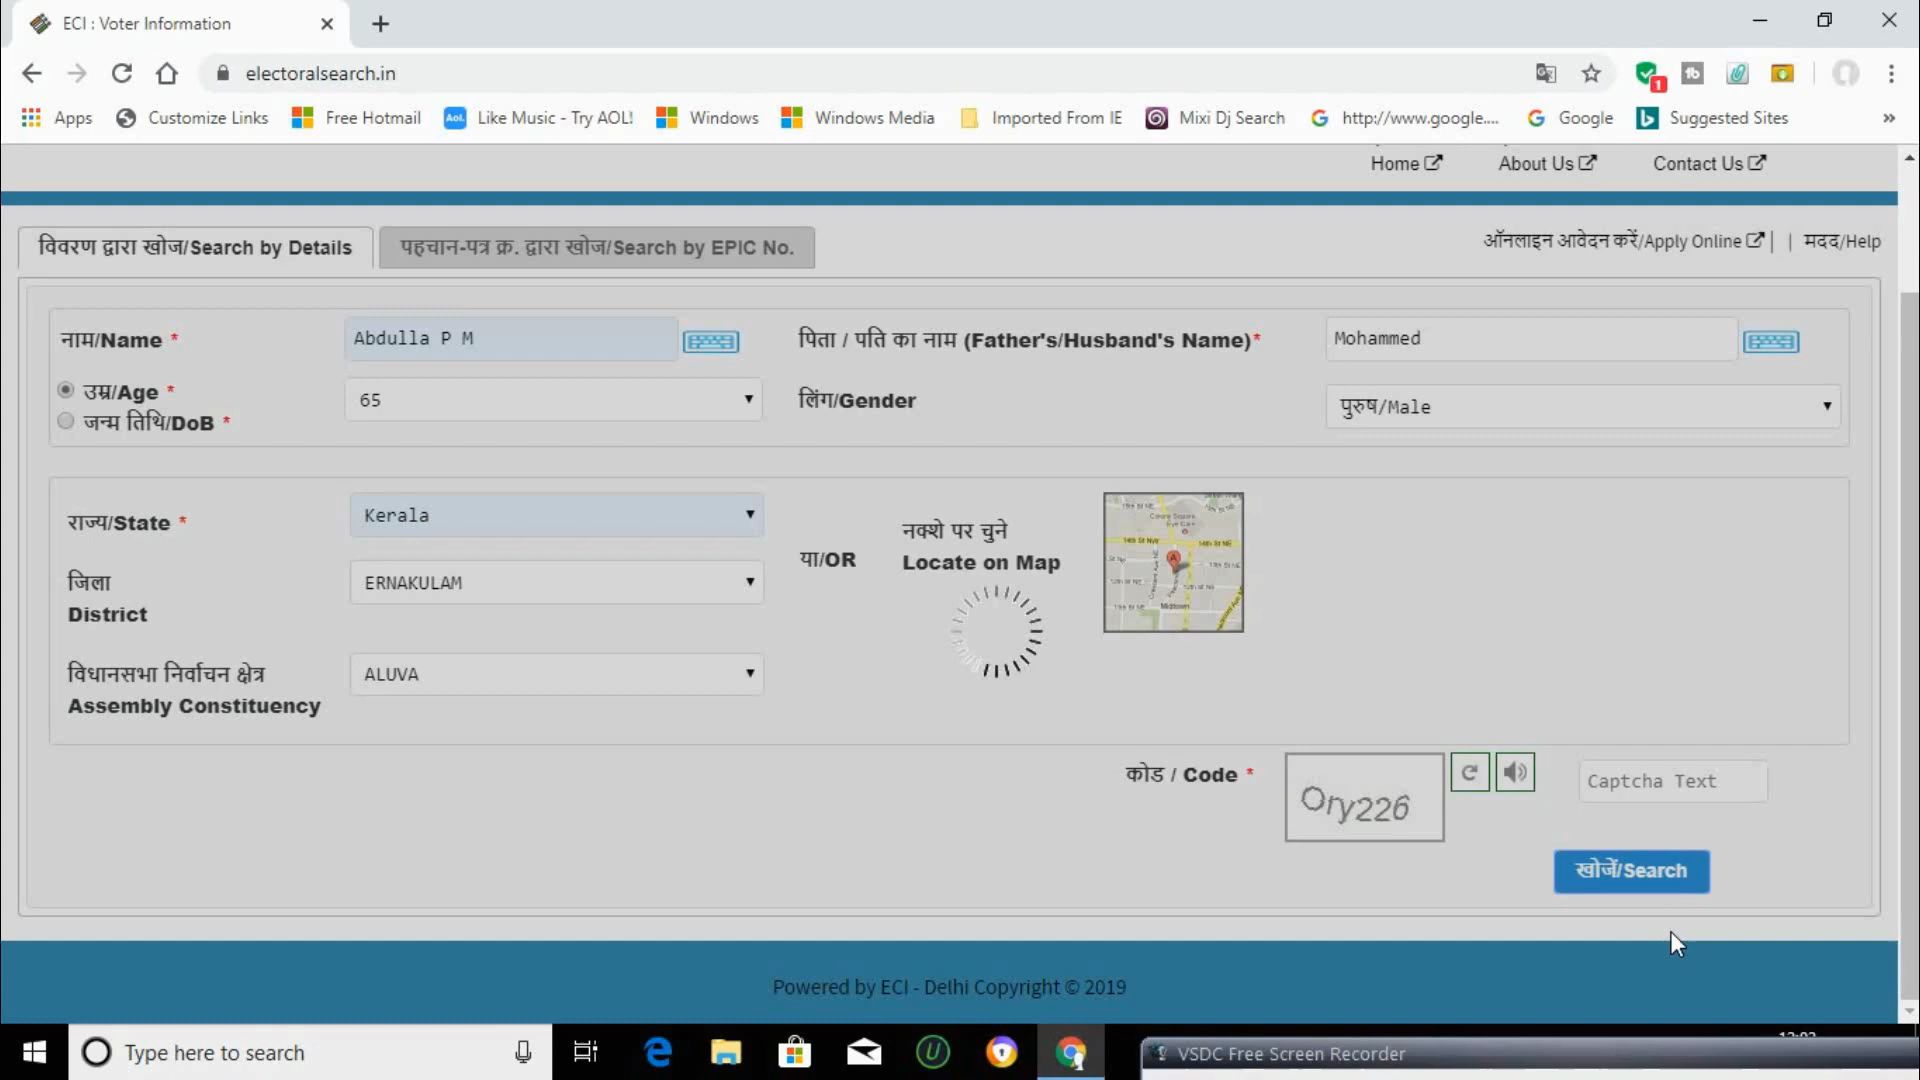 ECI : Voter Information
electoralsearch.in
1
Apps Customize Links Free Hotmail Aol. Like Music - Try AOL! Windows Windows Media Imported From IE Mixi Dj Search http://www.google.... Google Suggested Sites »
Home About Us Contact Us
विवरण द्वारा खोज/Search by Details पहचान-पत्र क्र. द्वारा खोज/Search by EPIC No. ऑनलाइन आवेदन करें/Apply Online | | मदद/Help
नाम/Name * Abdulla P M पिता / पति का नाम (Father's/Husband's Name)* Mohammed
उम्र/Age * 65 लिंग/Gender पुरुष/Male
जन्म तिथि/DoB *
राज्य/State * Kerala
नक्शे पर चुने
या/OR Locate on Map
जिला ERNAKULAM
District
विधानसभा निर्वाचन क्षेत्र ALUVA
Assembly Constituency
कोड / Code * Ory226 Captcha Text
खोजें/Search
Powered by ECI - Delhi Copyright © 2019
Type here to search VSDC Free Screen Recorder